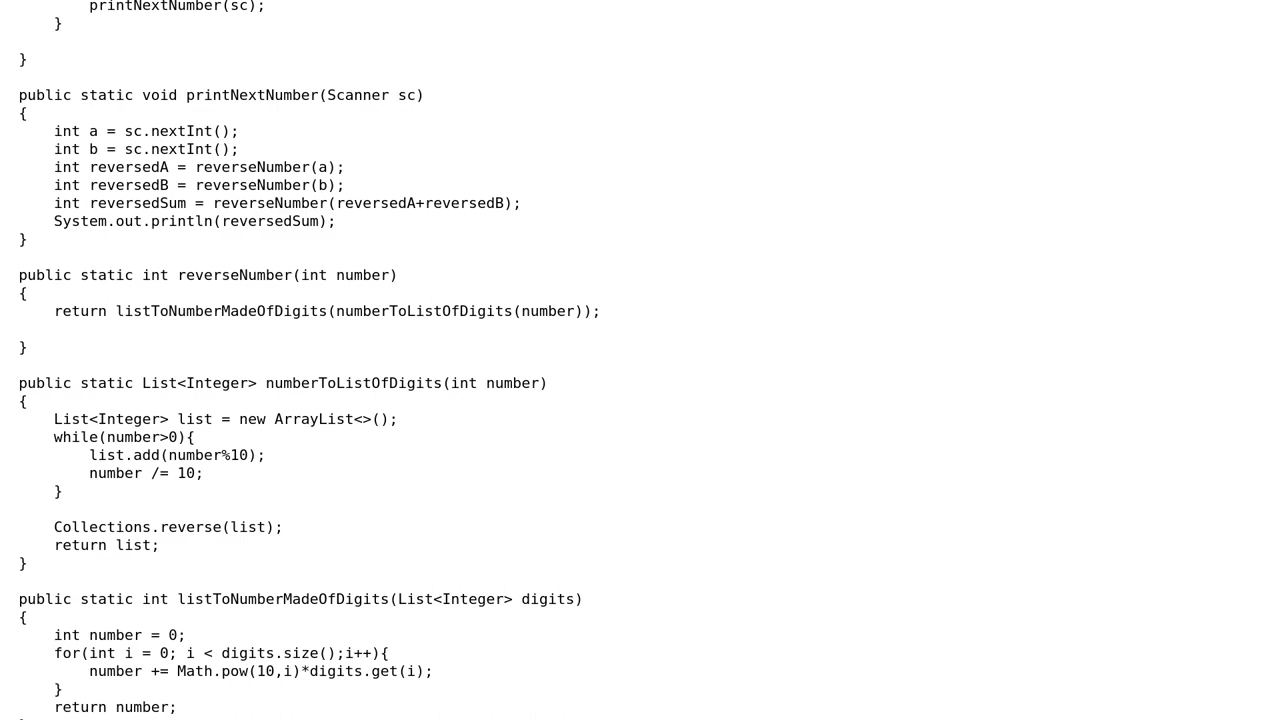 printNextNumber(sc);
    }

}

public static void printNextNumber(Scanner sc)
{
    int a = sc.nextInt();
    int b = sc.nextInt();
    int reversedA = reverseNumber(a);
    int reversedB = reverseNumber(b);
    int reversedSum = reverseNumber(reversedA+reversedB);
    System.out.println(reversedSum);
}

public static int reverseNumber(int number)
{
    return listToNumberMadeOfDigits(numberToListOfDigits(number));

}

public static List<Integer> numberToListOfDigits(int number)
{
    List<Integer> list = new ArrayList<>();
    while(number>0){
        list.add(number%10);
        number /= 10;
    }

    Collections.reverse(list);
    return list;
}

public static int listToNumberMadeOfDigits(List<Integer> digits)
{
    int number = 0;
    for(int i = 0; i < digits.size();i++){
        number += Math.pow(10,i)*digits.get(i);
    }
    return number;